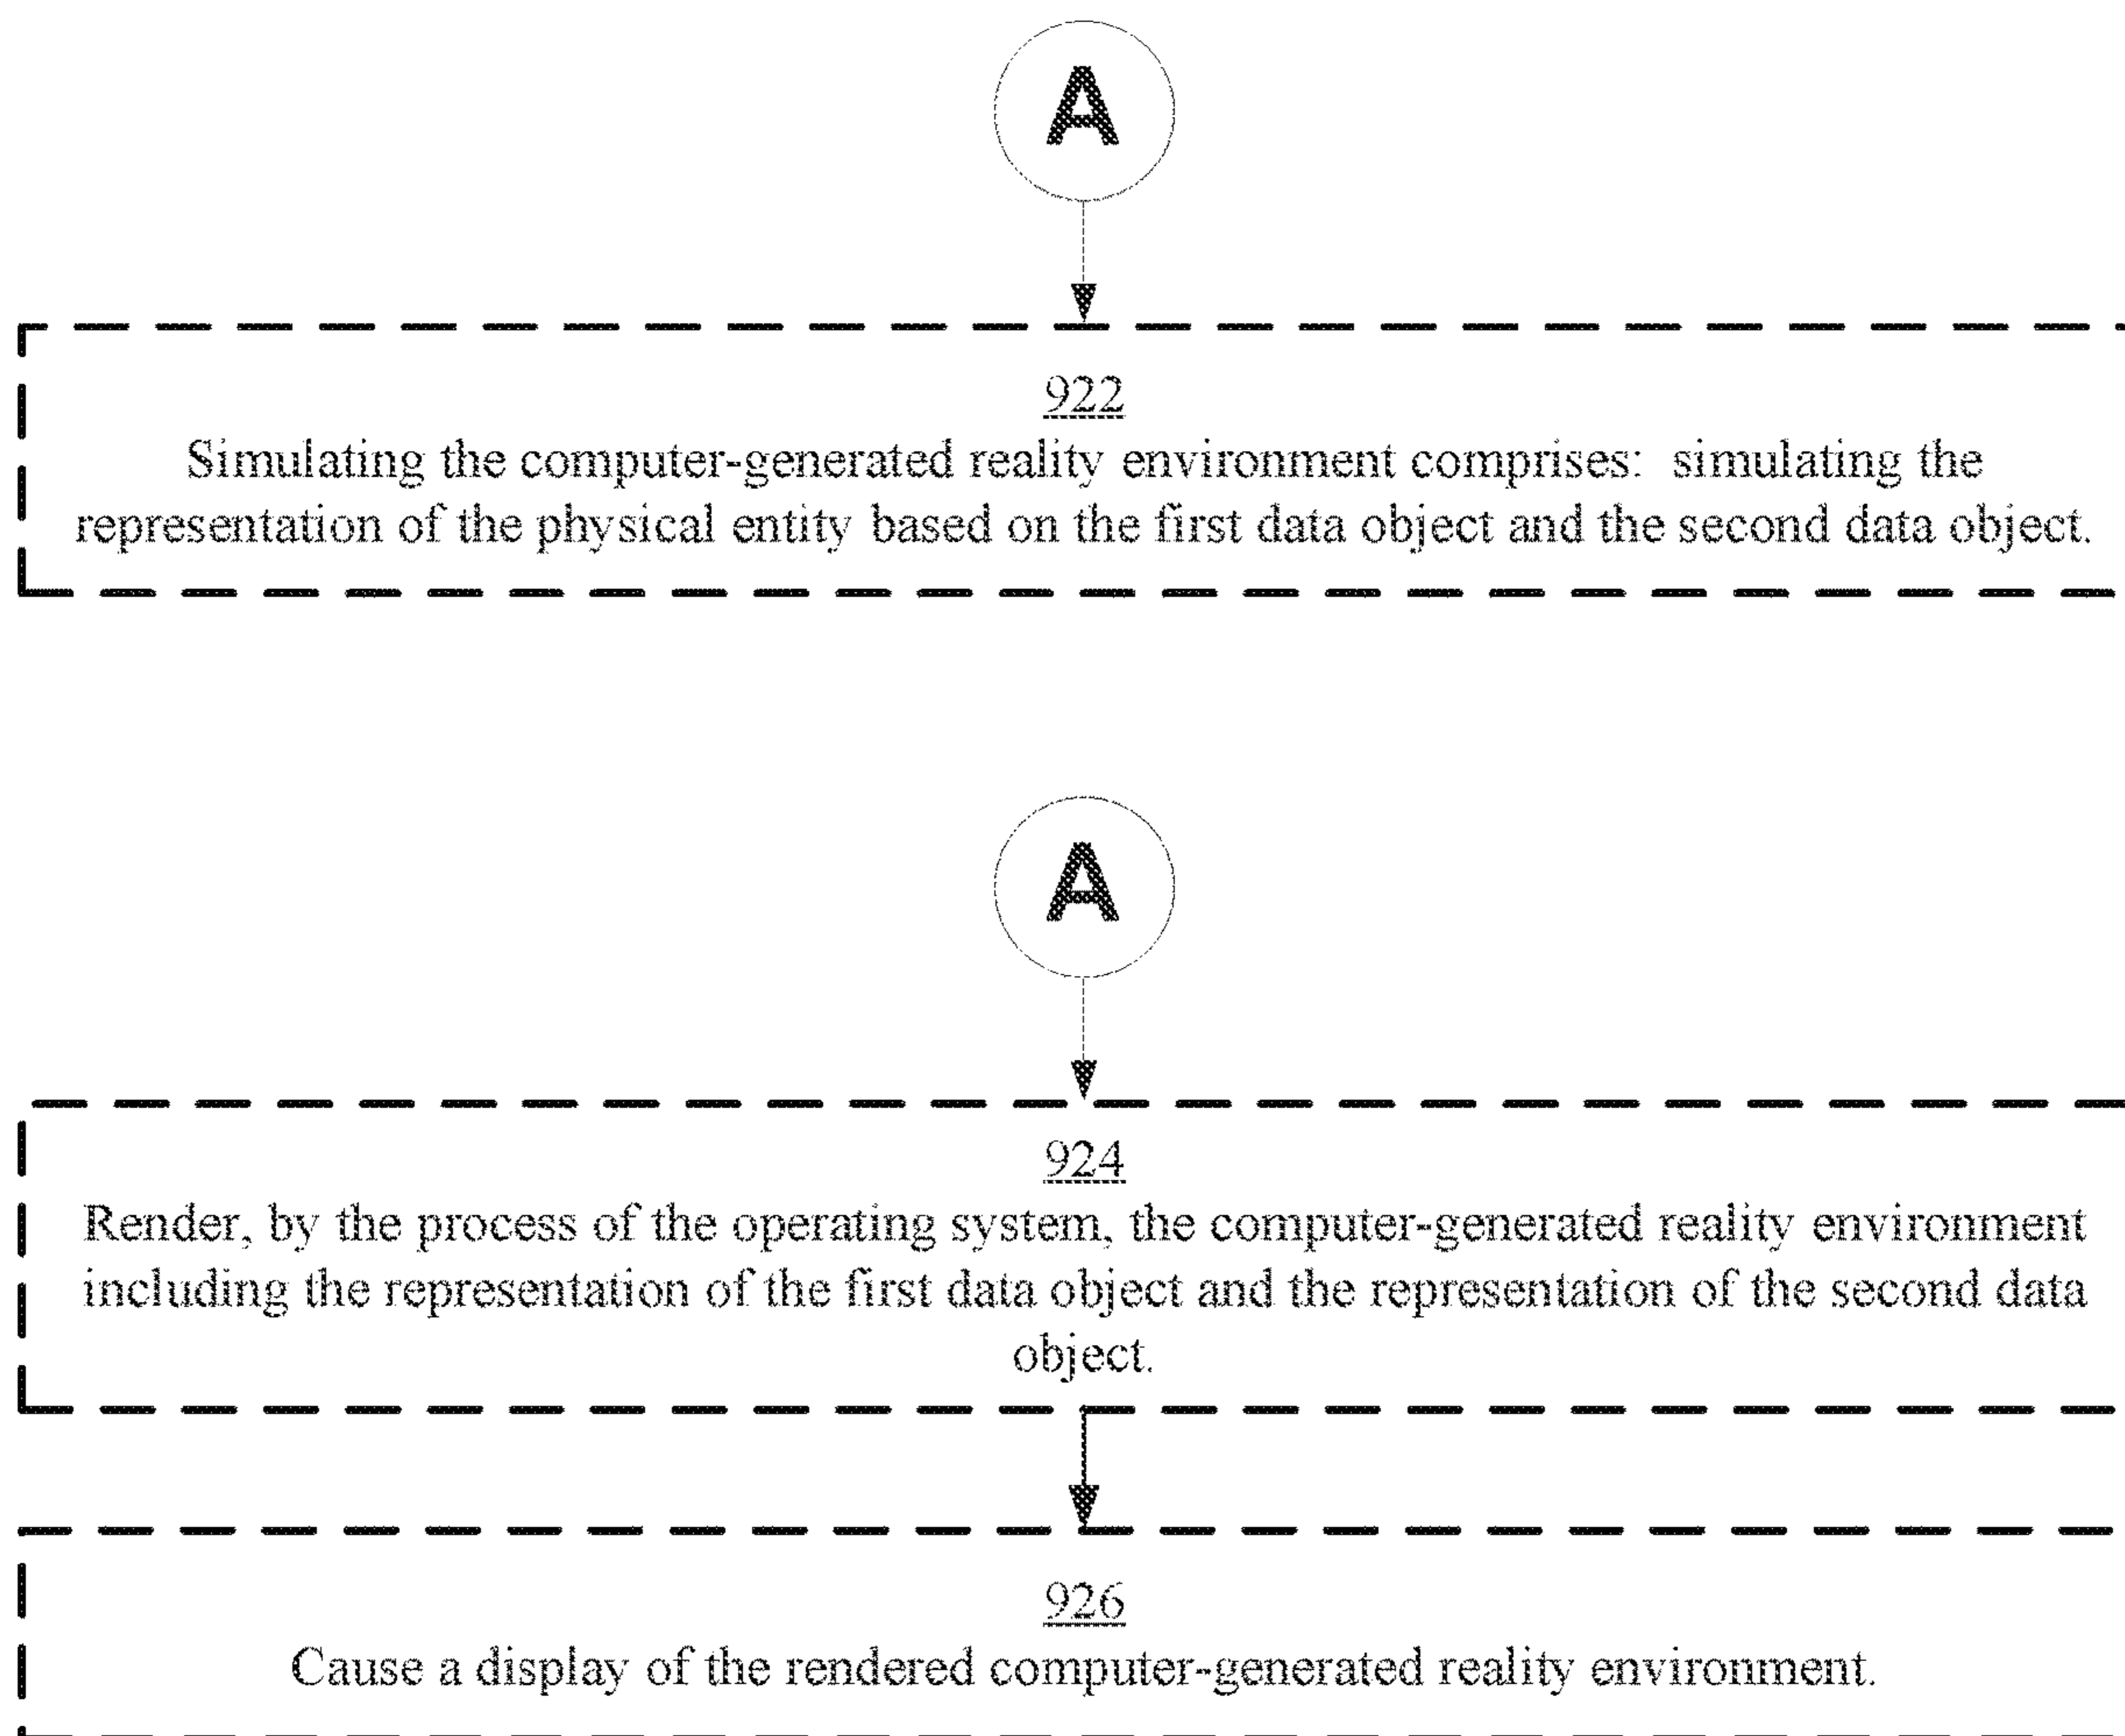 A
922
Simulating the computer-generated reality environment comprises: simulating the
representation of the physical entity based on the first data object and the second data object.
A
924
Render, by the process of the operating system, the computer-generated reality environment
including the representation of the first data object and the representation of the second data
object.
926
Cause a display of the rendered computer-generated reality environment.